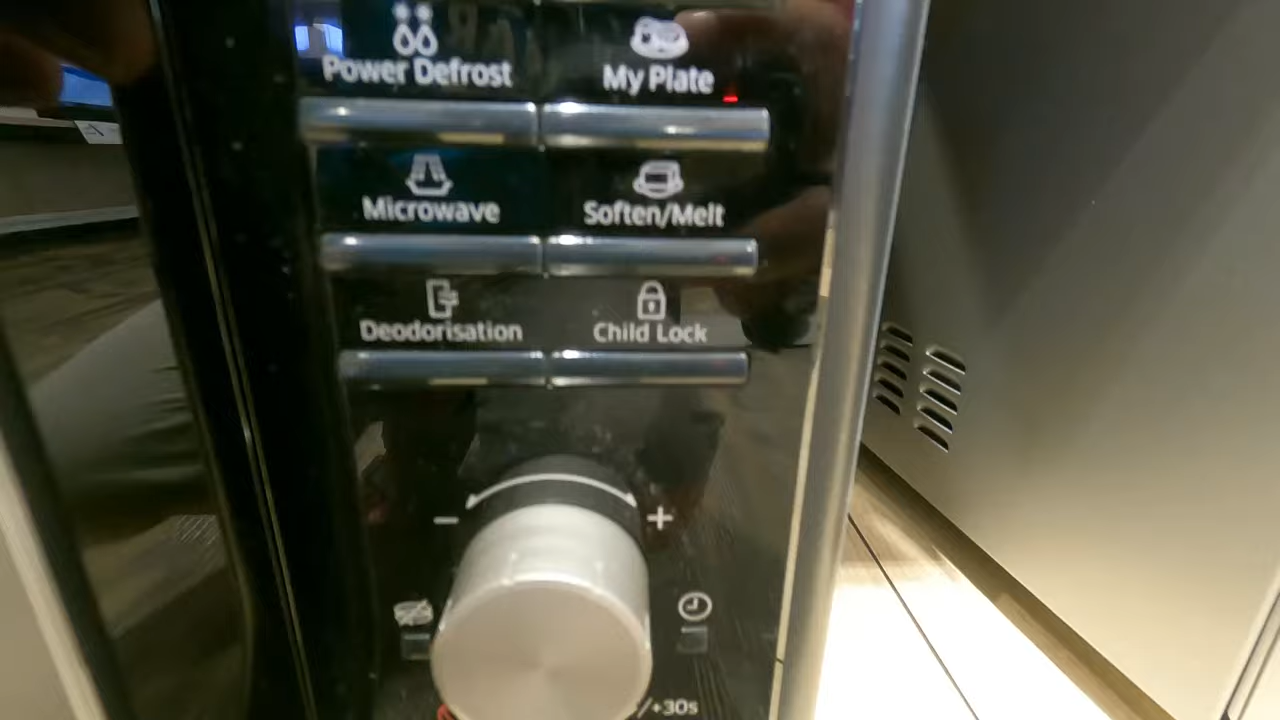 Power Defrost
My Plate
Microwave
Soften/Melt
Deodorisation
Child Lock
- +
/+30s